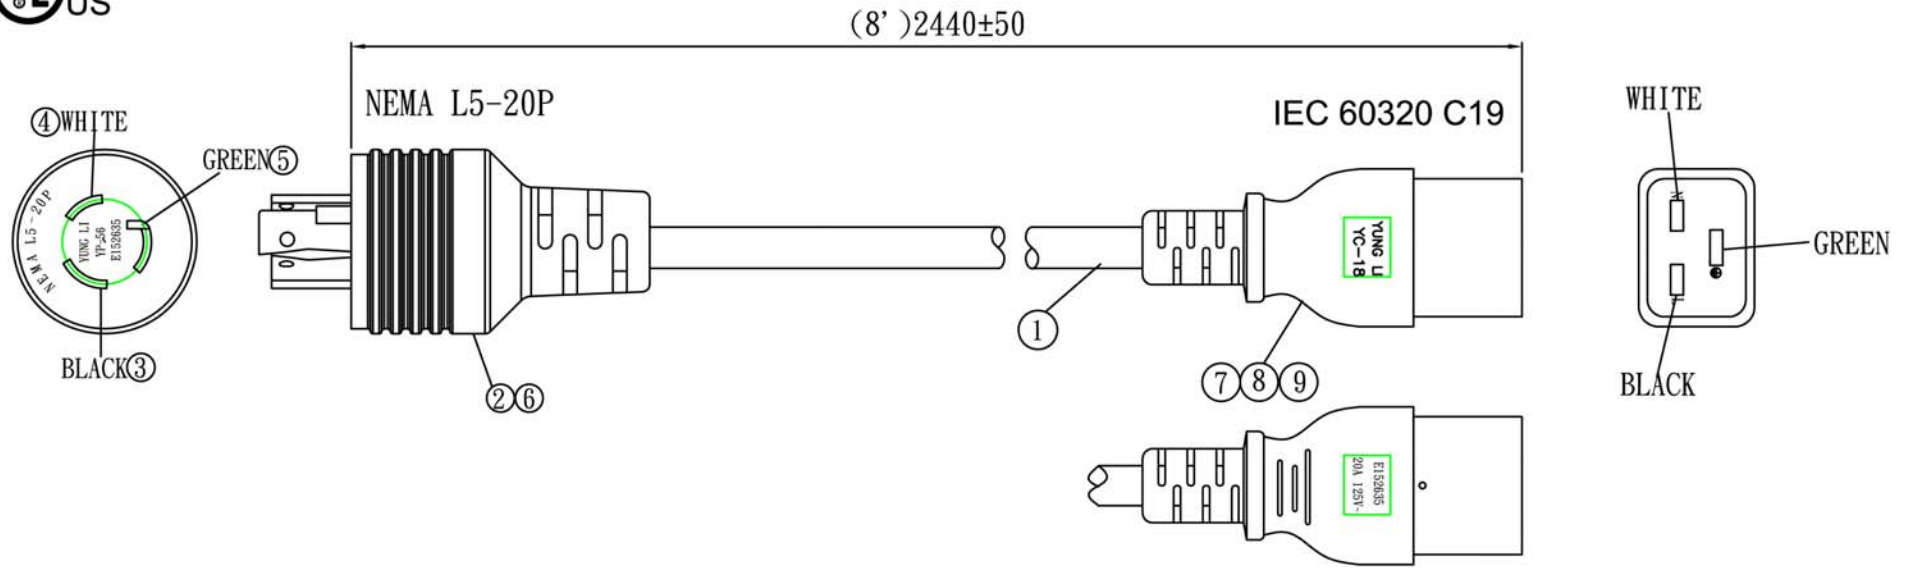 US
(8')2440±50
NEMA L5-20P
IEC 60320 C19
④WHITE
GREEN⑤
NEMA L5-20P
YUNG LI
YP-56
E152635
BLACK③
②⑥
①
YUNG LI
YC-18
⑦⑧⑨
WHITE
N
GREEN
L
BLACK
E152635
20A 125V~